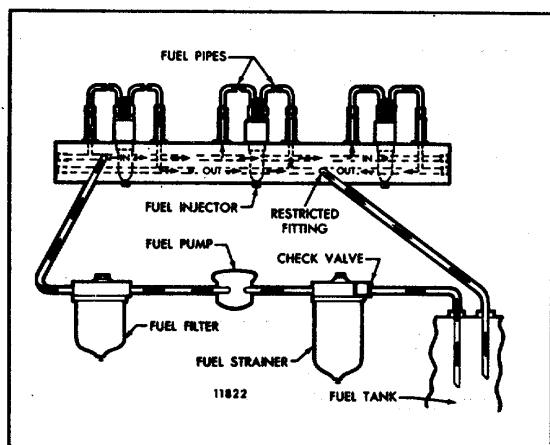 FUEL PIPES
IN
IN
OUT
OUT
FUEL INJECTOR
RESTRICTED
FITTING
FUEL PUMP
CHECK VALVE
FUEL FILTER
FUEL STRAINER
11822
FUEL TANK